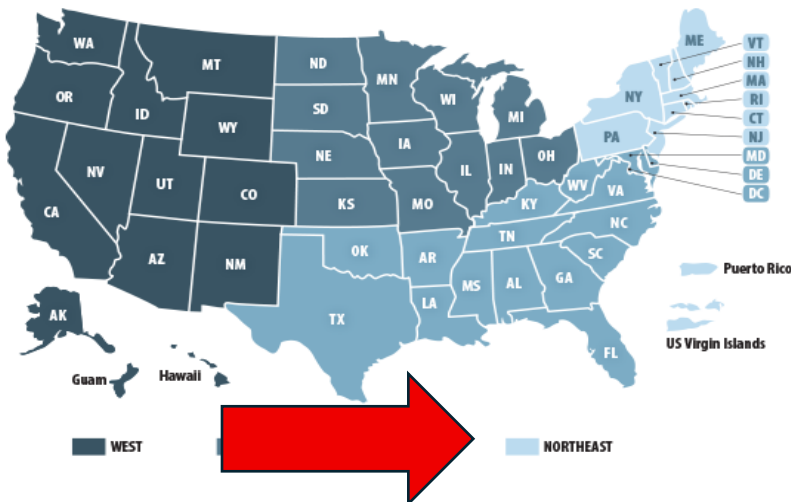 WA
MT
ND
MN
ME
VT
NH
MA
RI
CT
NJ
MD
DE
DC
OR
ID
WY
SD
WI
MI
NY
PA
NV
UT
CO
NE
IA
IL
IN
OH
CA
KS
MO
KY
WV
VA
AZ
NM
OK
AR
TN
NC
SC
TX
LA
MS
AL
GA
FL
AK
Guam
Hawaii
Puerto Rico
US Virgin Islands
WEST
NORTHEAST